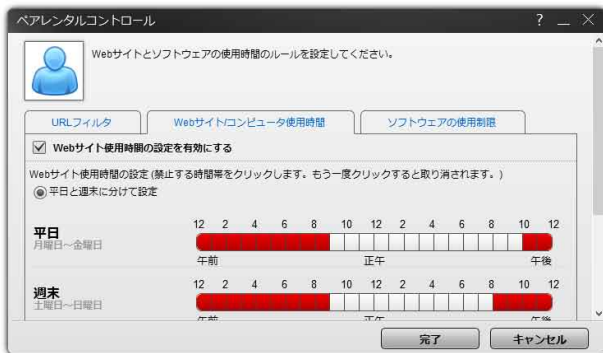 ペアレンタルコントロール ?
Webサイトとソフトウェアの使用時間のルールを設定してください。
URLフィルタ Webサイト/コンピュータ使用時間 ソフトウェアの使用制限
Webサイト使用時間の設定を有効にする
Webサイト使用時間の設定 (禁止する時間帯をクリックします。もう一度クリックすると取り消されます。)
平日と週末に分けて設定
12 2 4 6 8 10 12 2 4 6 8 10 12
平日
月曜日～金曜日
午前 正午 午後
12 2 4 6 8 10 12 2 4 6 8 10 12
週末
土曜日～日曜日
午前 正午 午後
完了 キャンセル